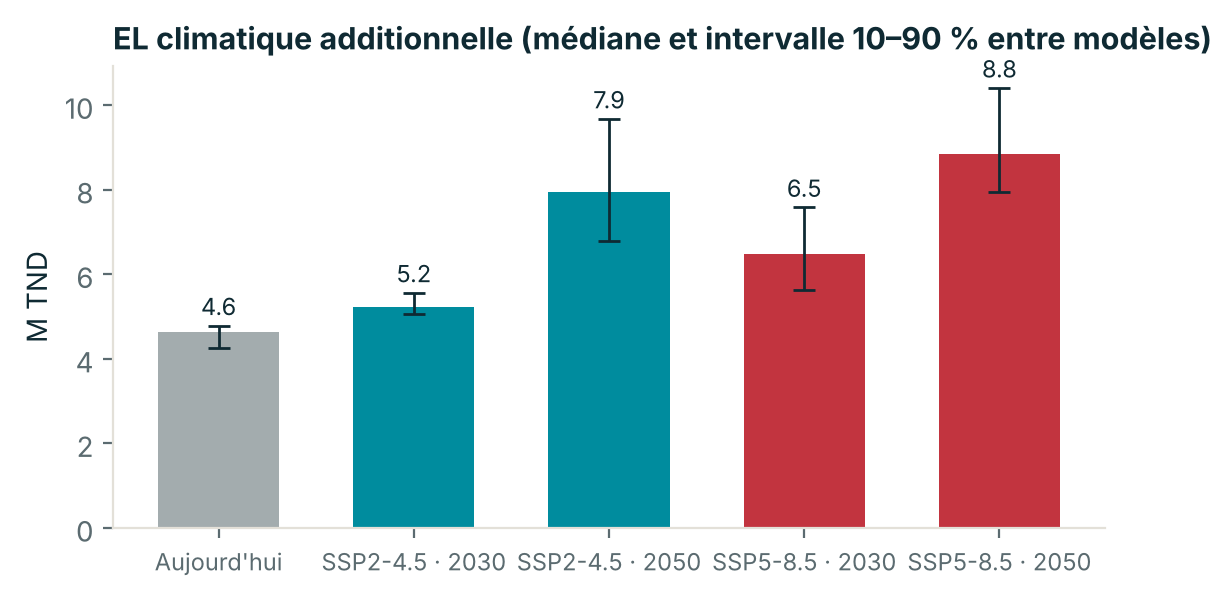 EL climatique additionnelle (médiane et intervalle 10–90 % entre modèles)
8.8
10
7.9
8
6.5
6
5.2
4.6
M TND
4
2
0
Aujourd'hui
SSP2-4.5 · 2030
SSP2-4.5 · 2050
SSP5-8.5 · 2030
SSP5-8.5 · 2050